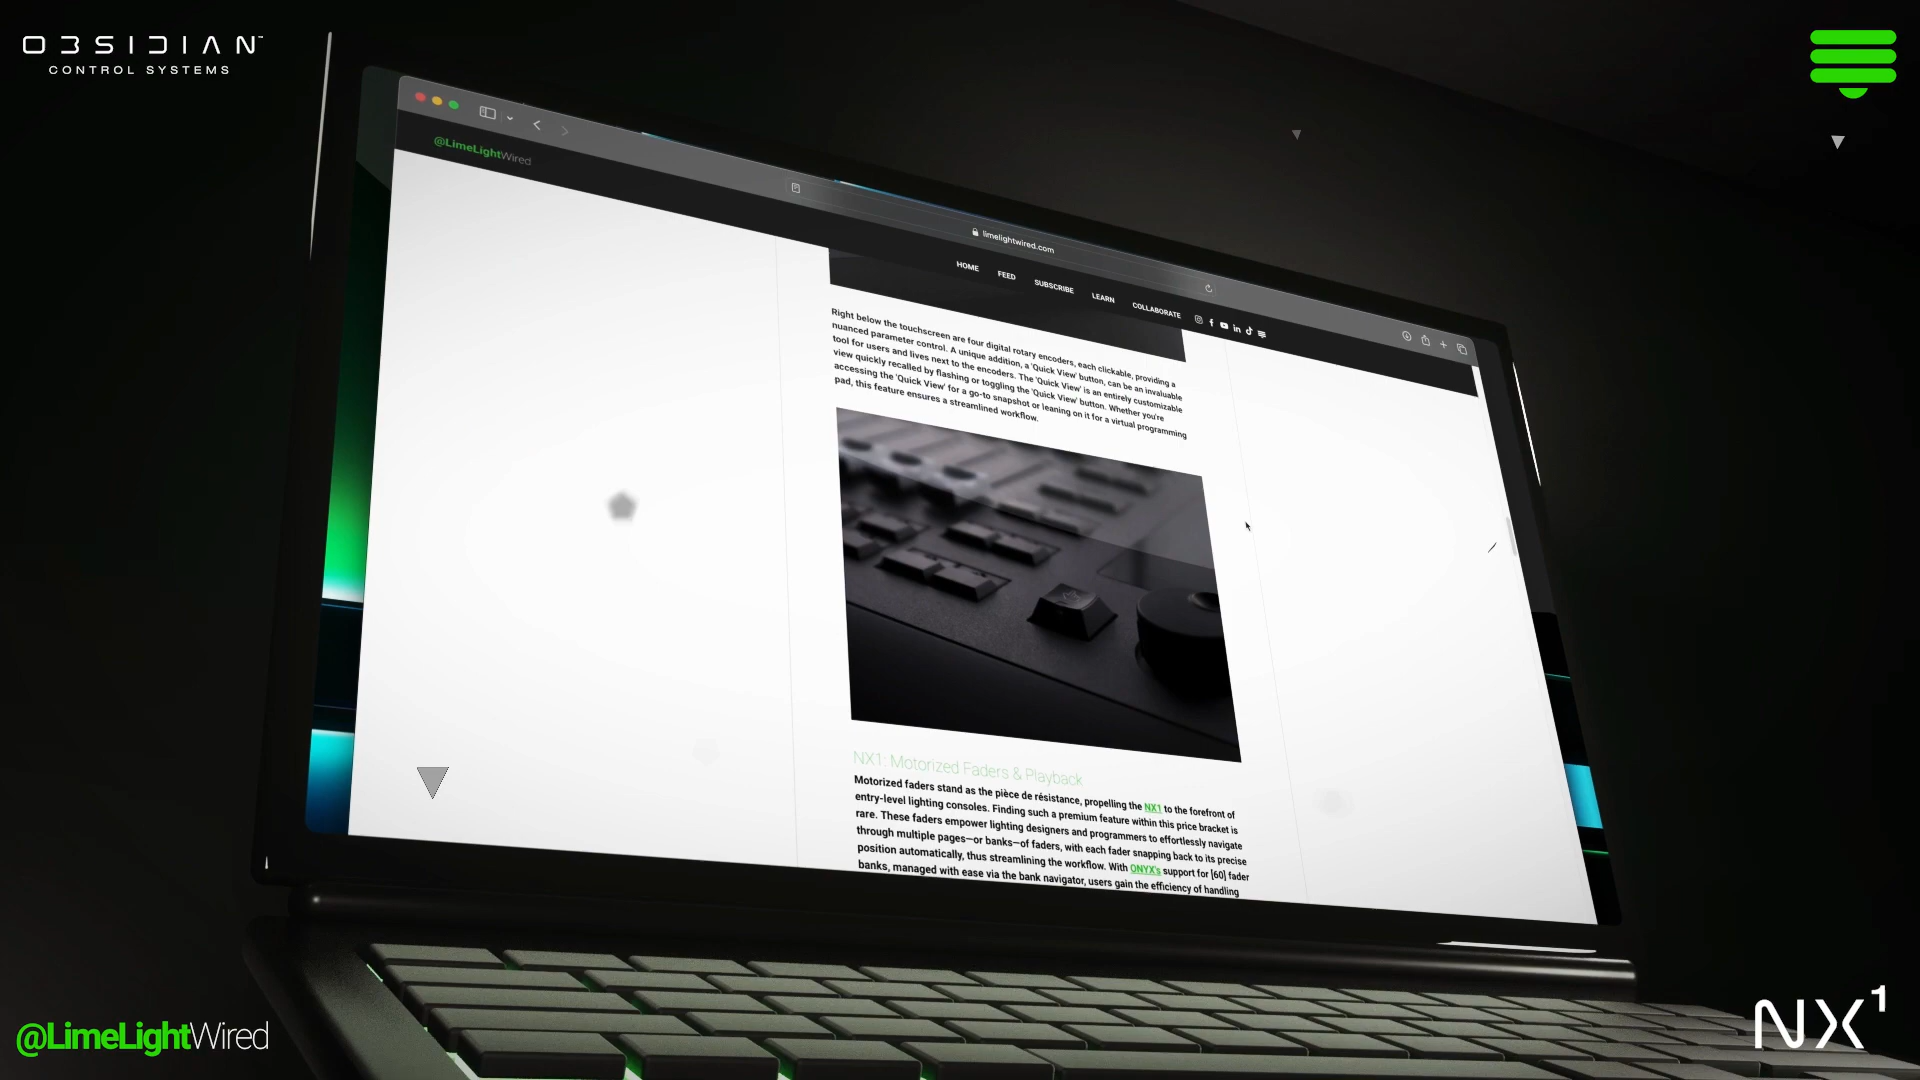 OBSIDIAN™
CONTROL SYSTEMS
@LimeLightWired
limelightwired.com
HOME FEED SUBSCRIBE LEARN COLLABORATE
Right below the touchscreen are four digital rotary encoders, each clickable, providing a
nuanced parameter control. A unique addition, a 'Quick View' button, can be an invaluable
tool for users and lives next to the encoders. The 'Quick View' is an entirely customizable
view quickly recalled by flashing or toggling the 'Quick View' button. Whether you're
accessing the 'Quick View' for a go-to snapshot or leaning on it for a virtual programming
pad, this feature ensures a streamlined workflow.
NX1: Motorized Faders & Playback
Motorized faders stand as the pièce de résistance, propelling the NX1 to the forefront of
entry-level lighting consoles. Finding such a premium feature within this price bracket is
rare. These faders empower lighting designers and programmers to effortlessly navigate
through multiple pages—or banks—of faders, with each fader snapping back to its precise
position automatically, thus streamlining the workflow. With ONYX's support for [60] fader
banks, managed with ease via the bank navigator, users gain the efficiency of handling
@LimeLightWired
NX1